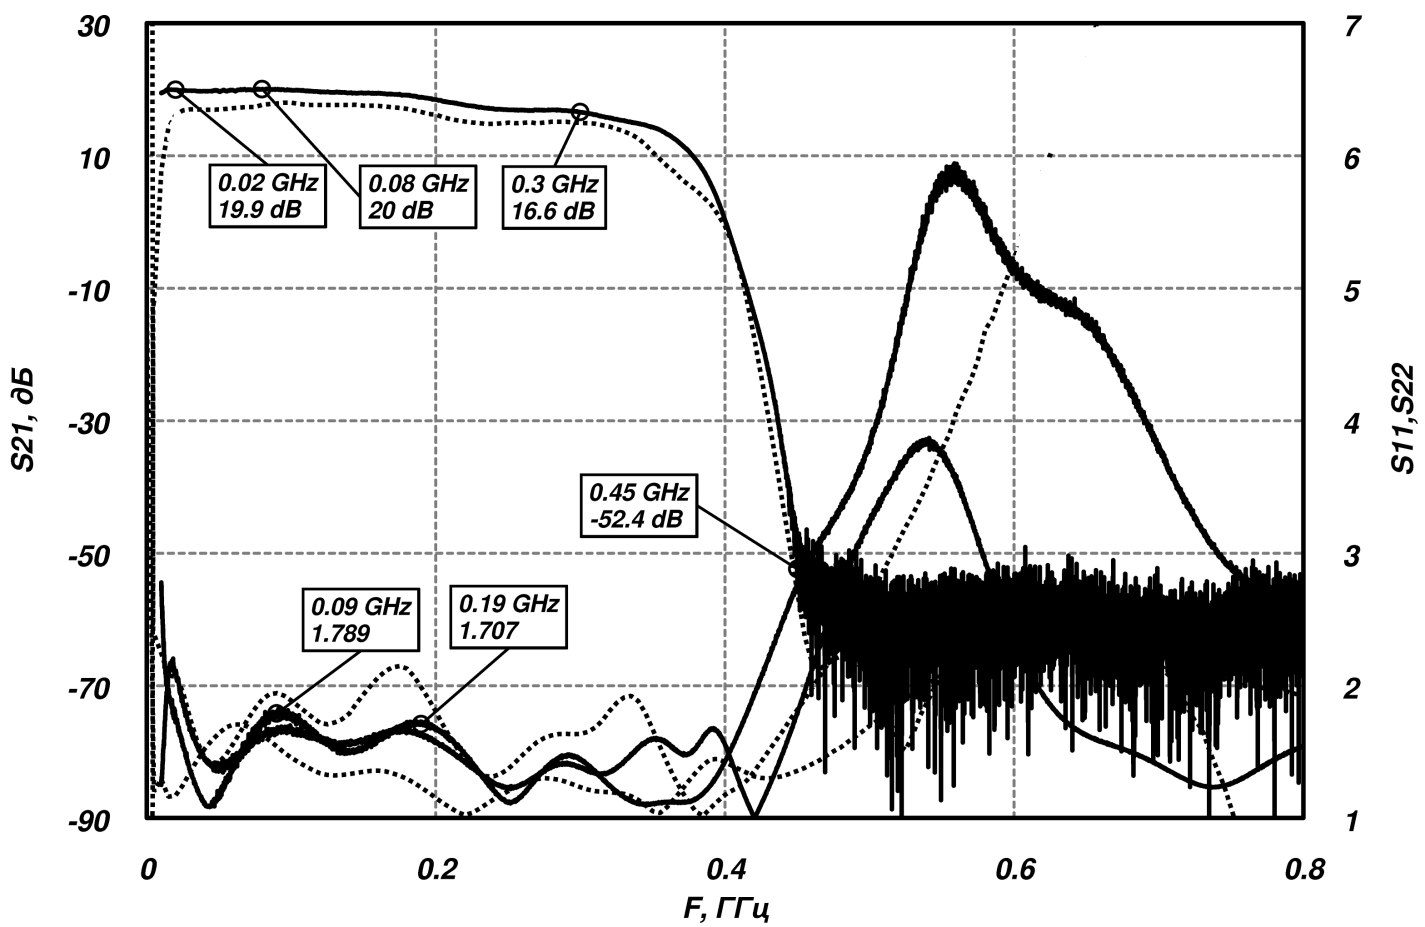 30
10
-10
-30
-50
-70
-90
S21, дБ
7
6
5
4
3
2
1
S11,S22
0.02 GHz
19.9 dB
0.08 GHz
20 dB
0.3 GHz
16.6 dB
0.45 GHz
-52.4 dB
0.09 GHz
1.789
0.19 GHz
1.707
0
0.2
0.4
0.6
0.8
F, ГГц